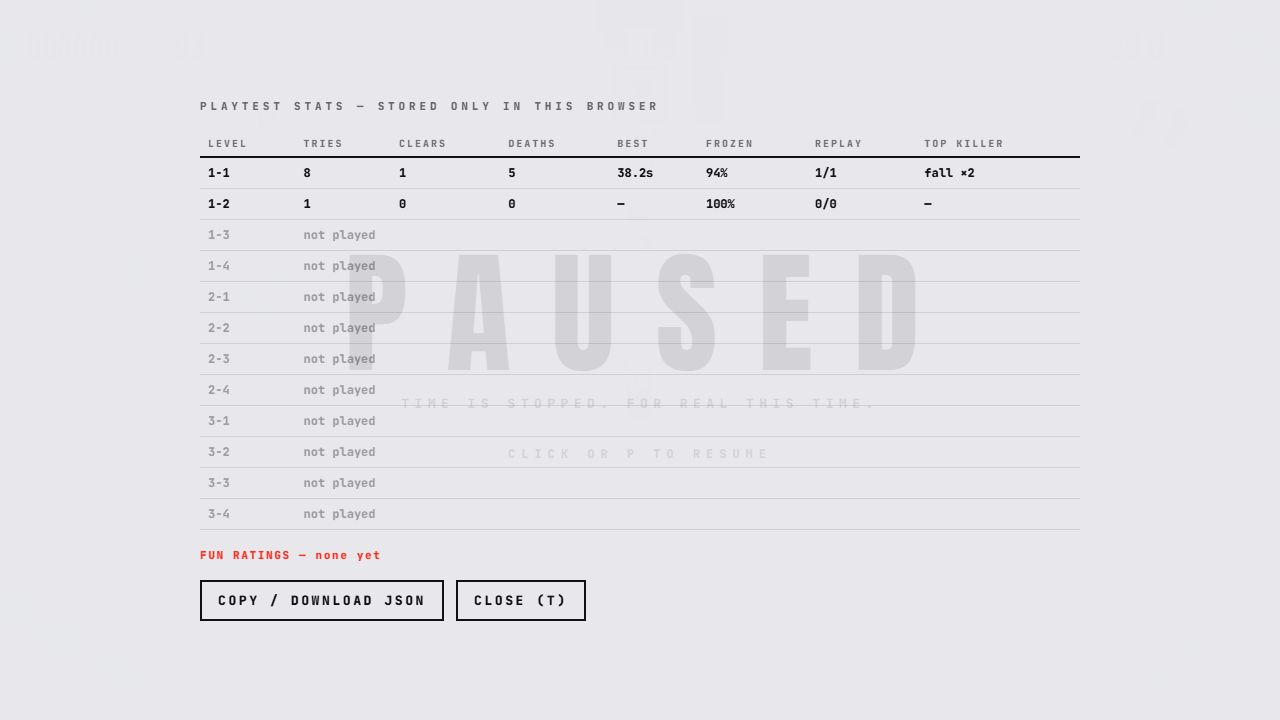 PLAYTEST STATS — STORED ONLY IN THIS BROWSER
LEVEL TRIES CLEARS DEATHS BEST FROZEN REPLAY TOP KILLER
1-1 8 1 5 38.2s 94% 1/1 fall ×2
1-2 1 0 0 — 100% 0/0 —
1-3 not played
1-4 not played
2-1 not played
2-2 not played
2-3 not played
2-4 not played
3-1 not played
3-2 not played
3-3 not played
3-4 not played
PAUSED
TIME IS STOPPED. FOR REAL THIS TIME.
CLICK OR P TO RESUME
FUN RATINGS — none yet
COPY / DOWNLOAD JSON CLOSE (T)